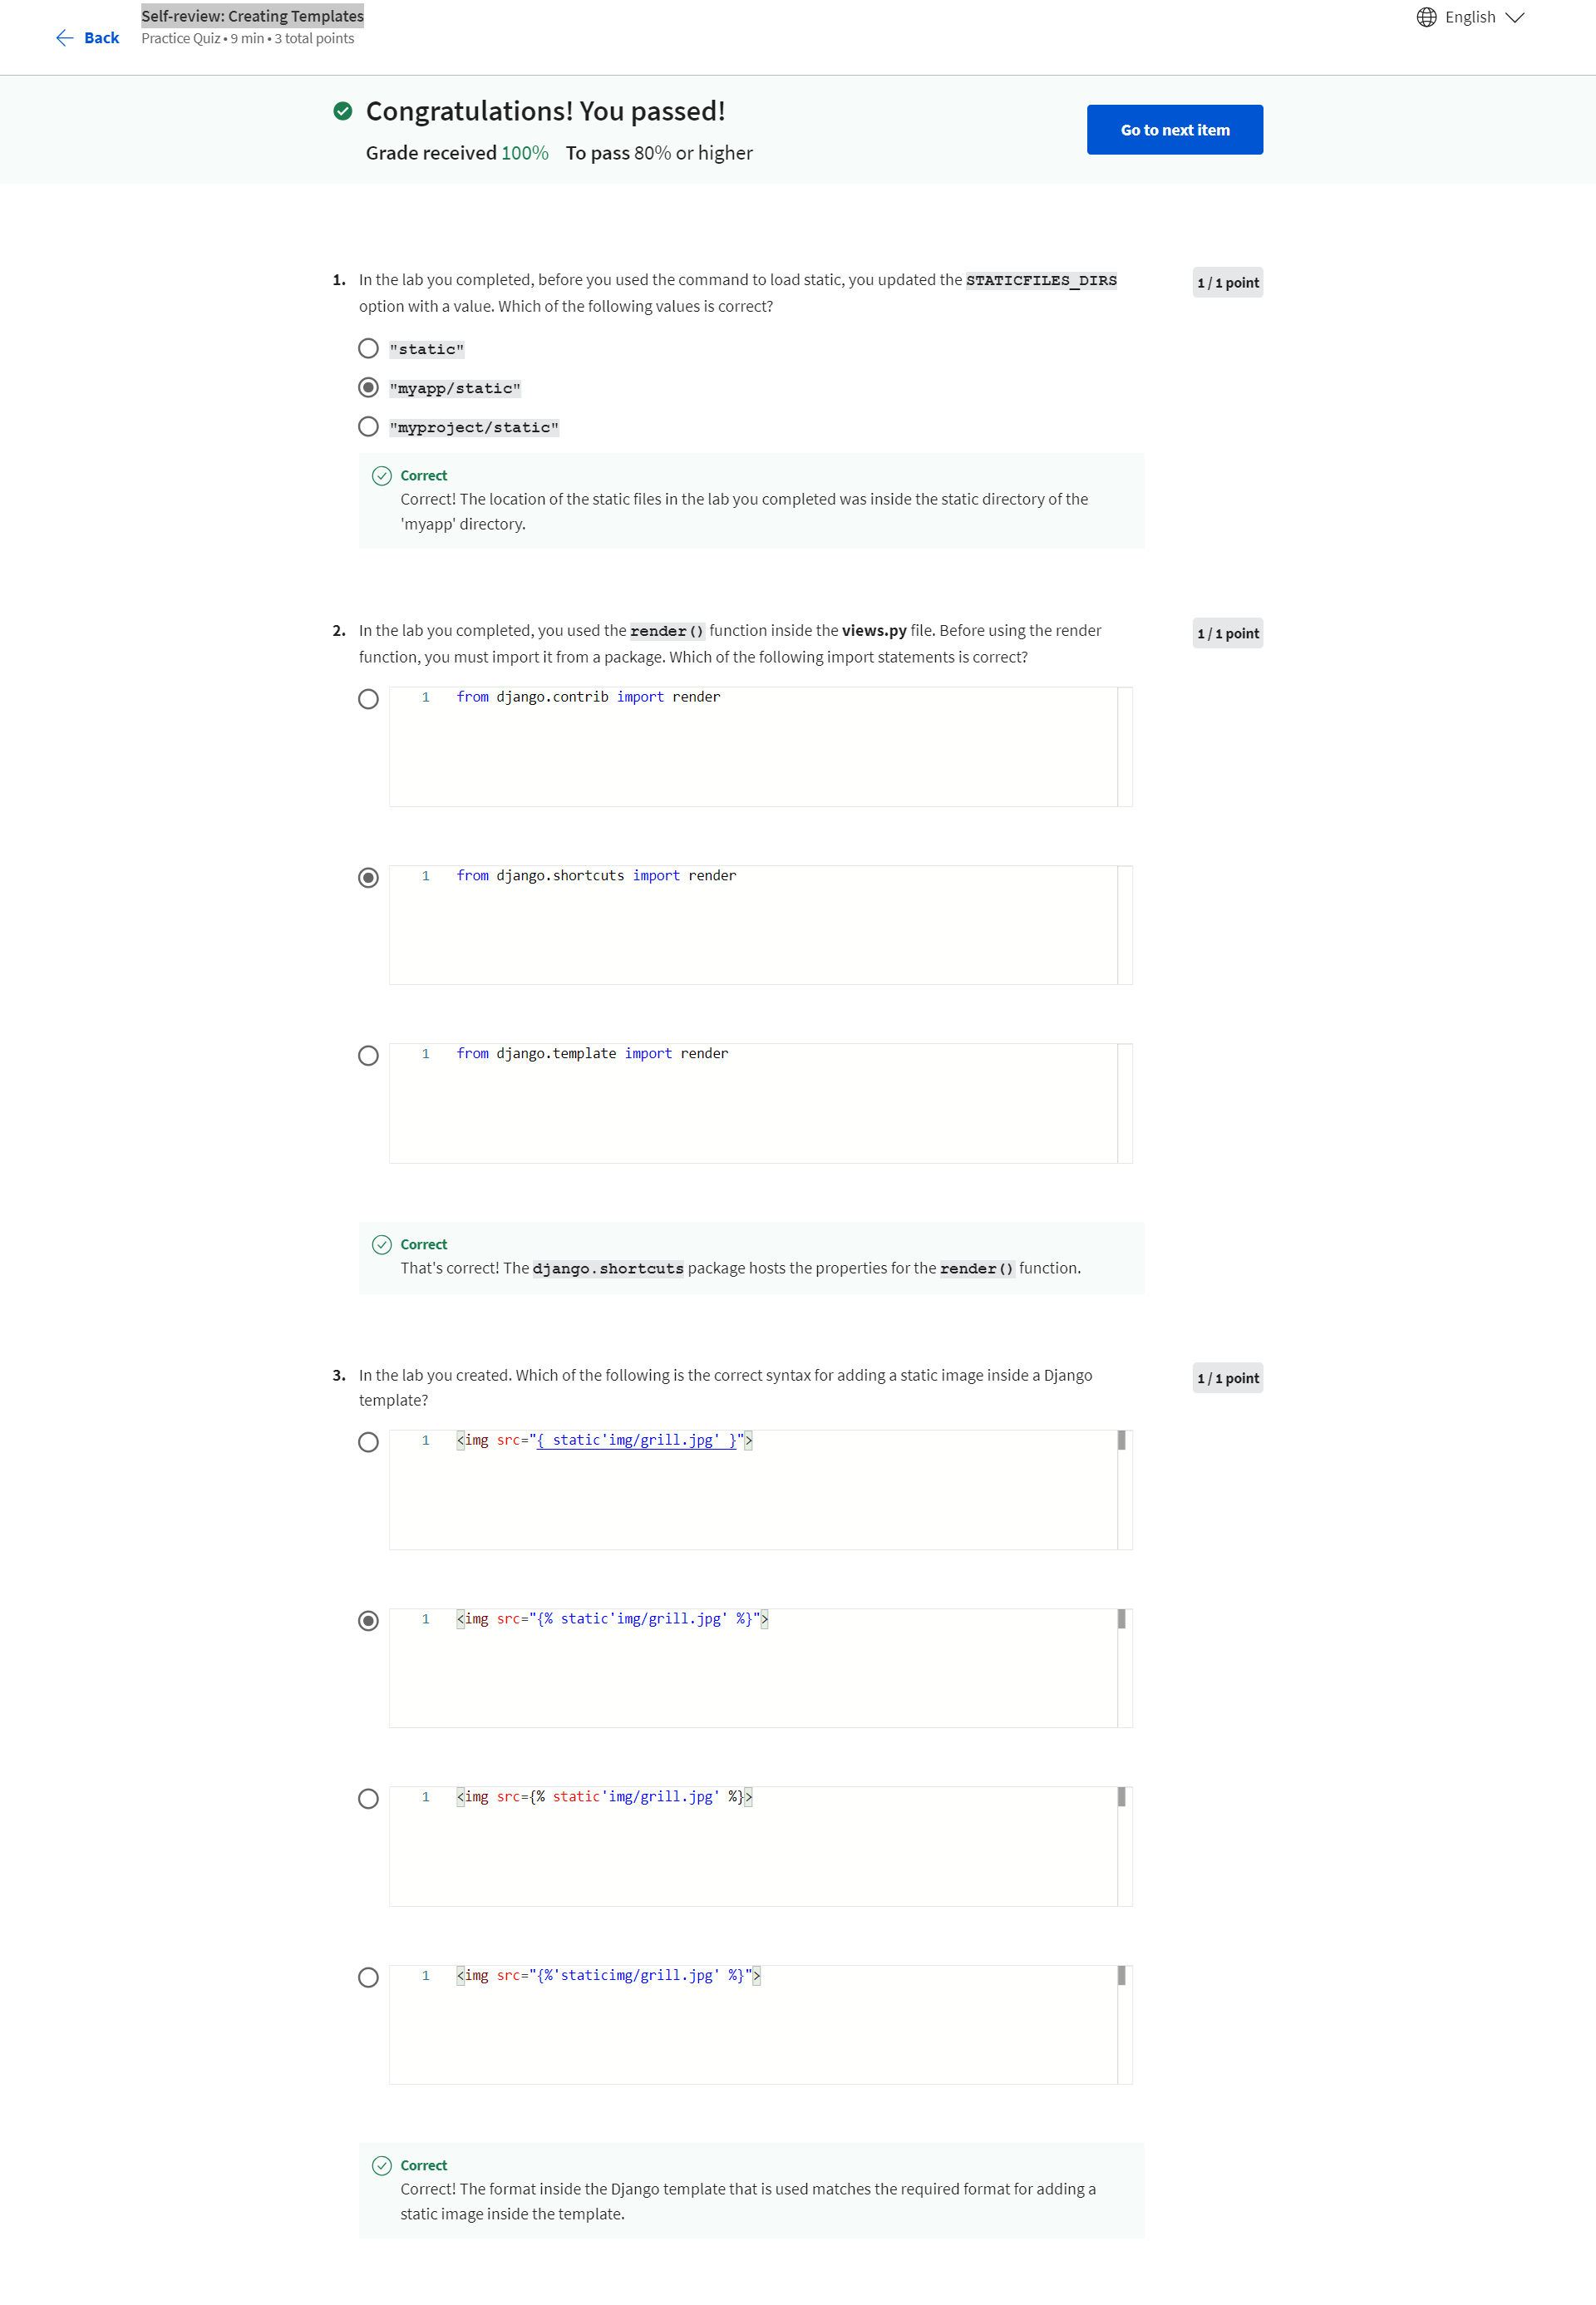 Self-review: Creating Templates
Back
Practice Quiz • 9 min • 3 total points
English
Congratulations! You passed!
Grade received 100% To pass 80% or higher
Go to next item
1. In the lab you completed, before you used the command to load static, you updated the STATICFILES_DIRS
option with a value. Which of the following values is correct?
1 / 1 point
"static"
"myapp/static"
"myproject/static"
Correct
Correct! The location of the static files in the lab you completed was inside the static directory of the
'myapp' directory.
2. In the lab you completed, you used the render() function inside the views.py file. Before using the render
function, you must import it from a package. Which of the following import statements is correct?
1 / 1 point
1 from django.contrib import render
1 from django.shortcuts import render
1 from django.template import render
Correct
That's correct! The django.shortcuts package hosts the properties for the render() function.
3. In the lab you created. Which of the following is the correct syntax for adding a static image inside a Django
template?
1 / 1 point
1 <img src="{ static'img/grill.jpg' }">
1 <img src="{% static'img/grill.jpg' %}">
1 <img src={% static'img/grill.jpg' %}>
1 <img src="{%'staticimg/grill.jpg' %}">
Correct
Correct! The format inside the Django template that is used matches the required format for adding a
static image inside the template.